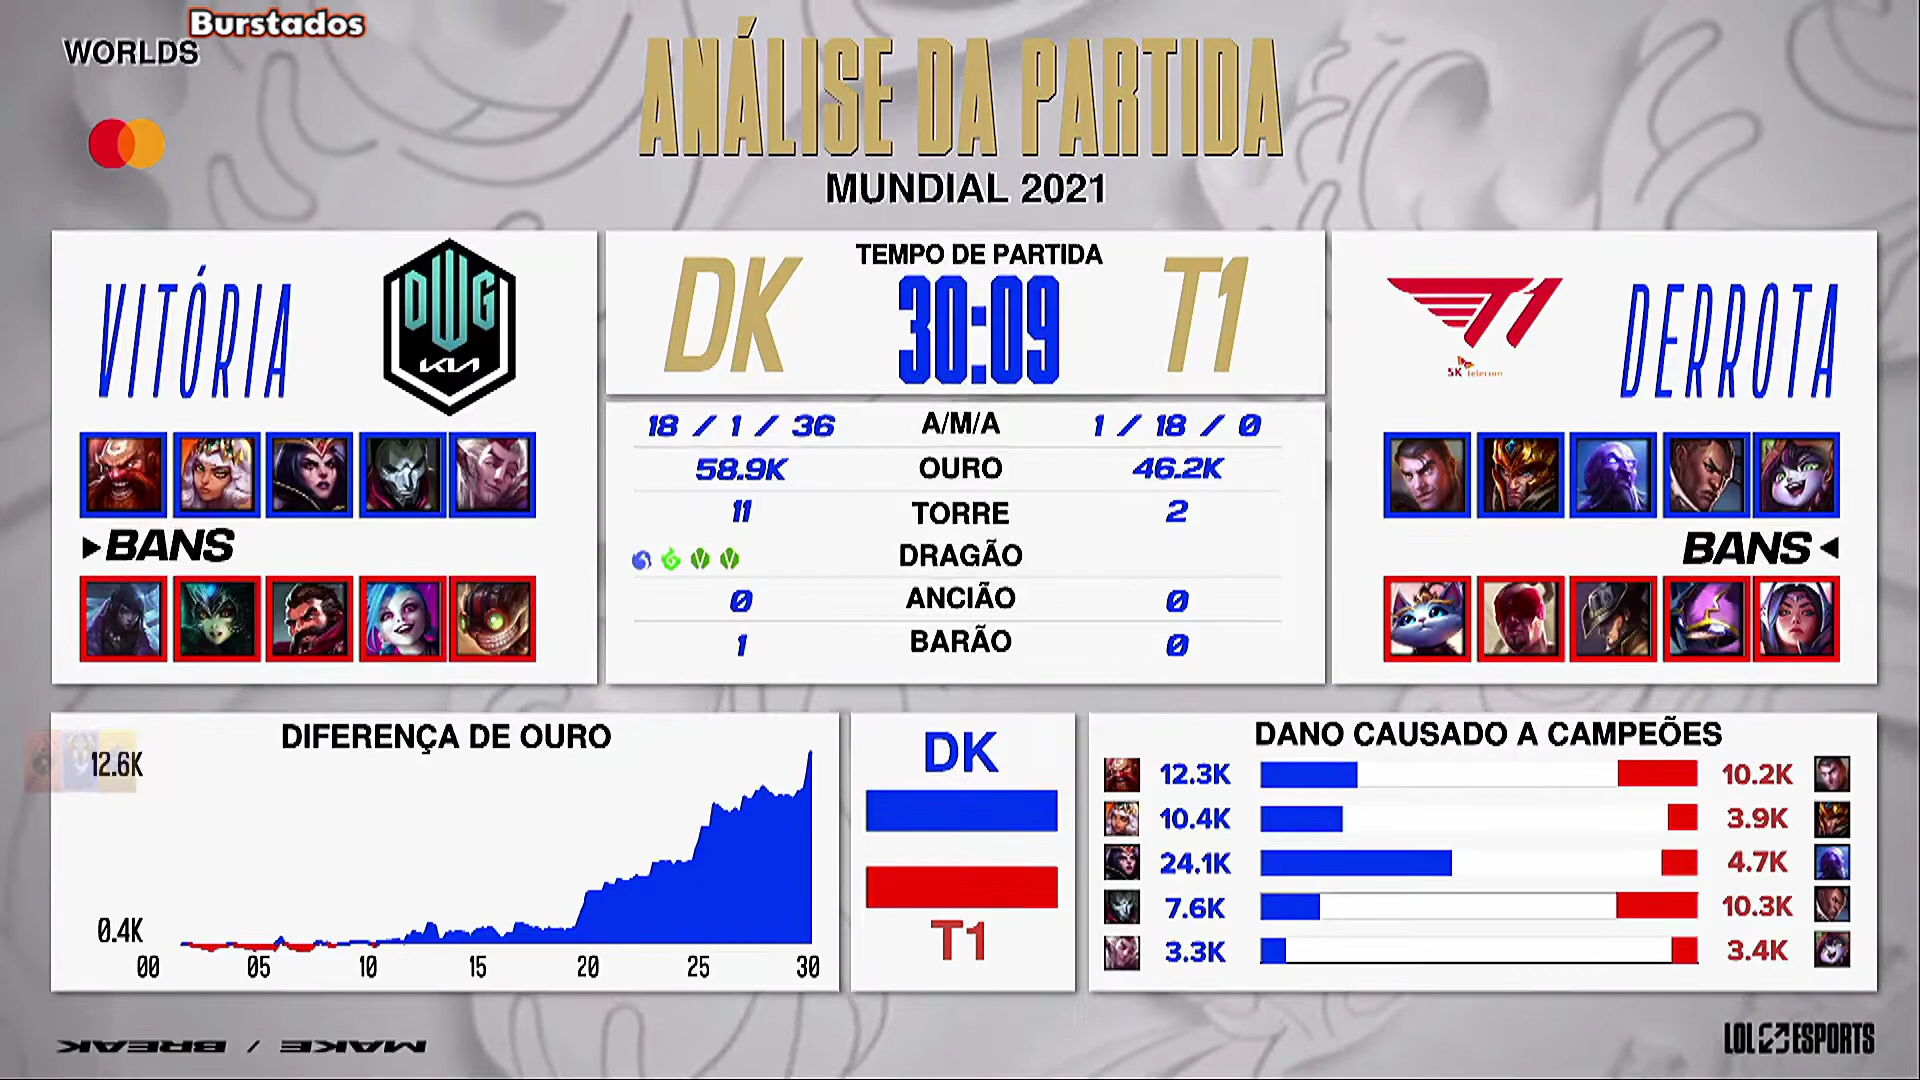 Burstados
WORLDS
ANÁLISE DA PARTIDA
MUNDIAL 2021
VITÓRIA
DWG
KIA
BANS
DK
TEMPO DE PARTIDA
30:09
T1
18 / 1 / 36 A/M/A 1 / 18 / 0
58.9K OURO 46.2K
11 TORRE 2
DRAGÃO
0 ANCIÃO 0
1 BARÃO 0
T1
SK telecom
DERROTA
BANS
DIFERENÇA DE OURO
12.6K
0.4K
00 05 10 15 20 25 30
DK
T1
DANO CAUSADO A CAMPEÕES
12.3K 10.2K
10.4K 3.9K
24.1K 4.7K
7.6K 10.3K
3.3K 3.4K
MAKE / BREAK
LOL ESPORTS